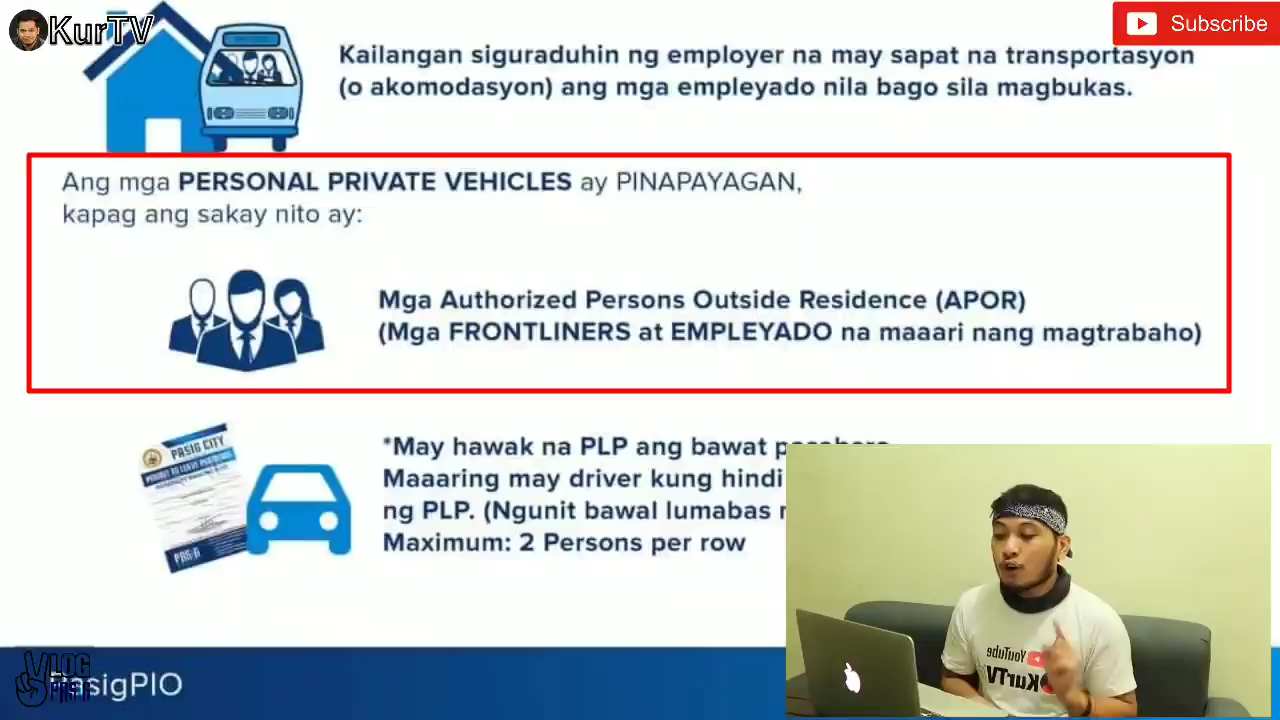 KurTV
Subscribe
Kailangan siguraduhin ng employer na may sapat na transportasyon
(o akomodasyon) ang mga empleyado nila bago sila magbukas.
Ang mga PERSONAL PRIVATE VEHICLES ay PINAPAYAGAN,
kapag ang sakay nito ay:
Mga Authorized Persons Outside Residence (APOR)
(Mga FRONTLINERS at EMPLEYADO na maaari nang magtrabaho)
PASIG CITY
*May hawak na PLP ang bawat
Maaaring may driver kung hindi
ng PLP. (Ngunit bawal lumabas
Maximum: 2 Persons per row
YouTube
KurTV
VLOG
PasigPIO